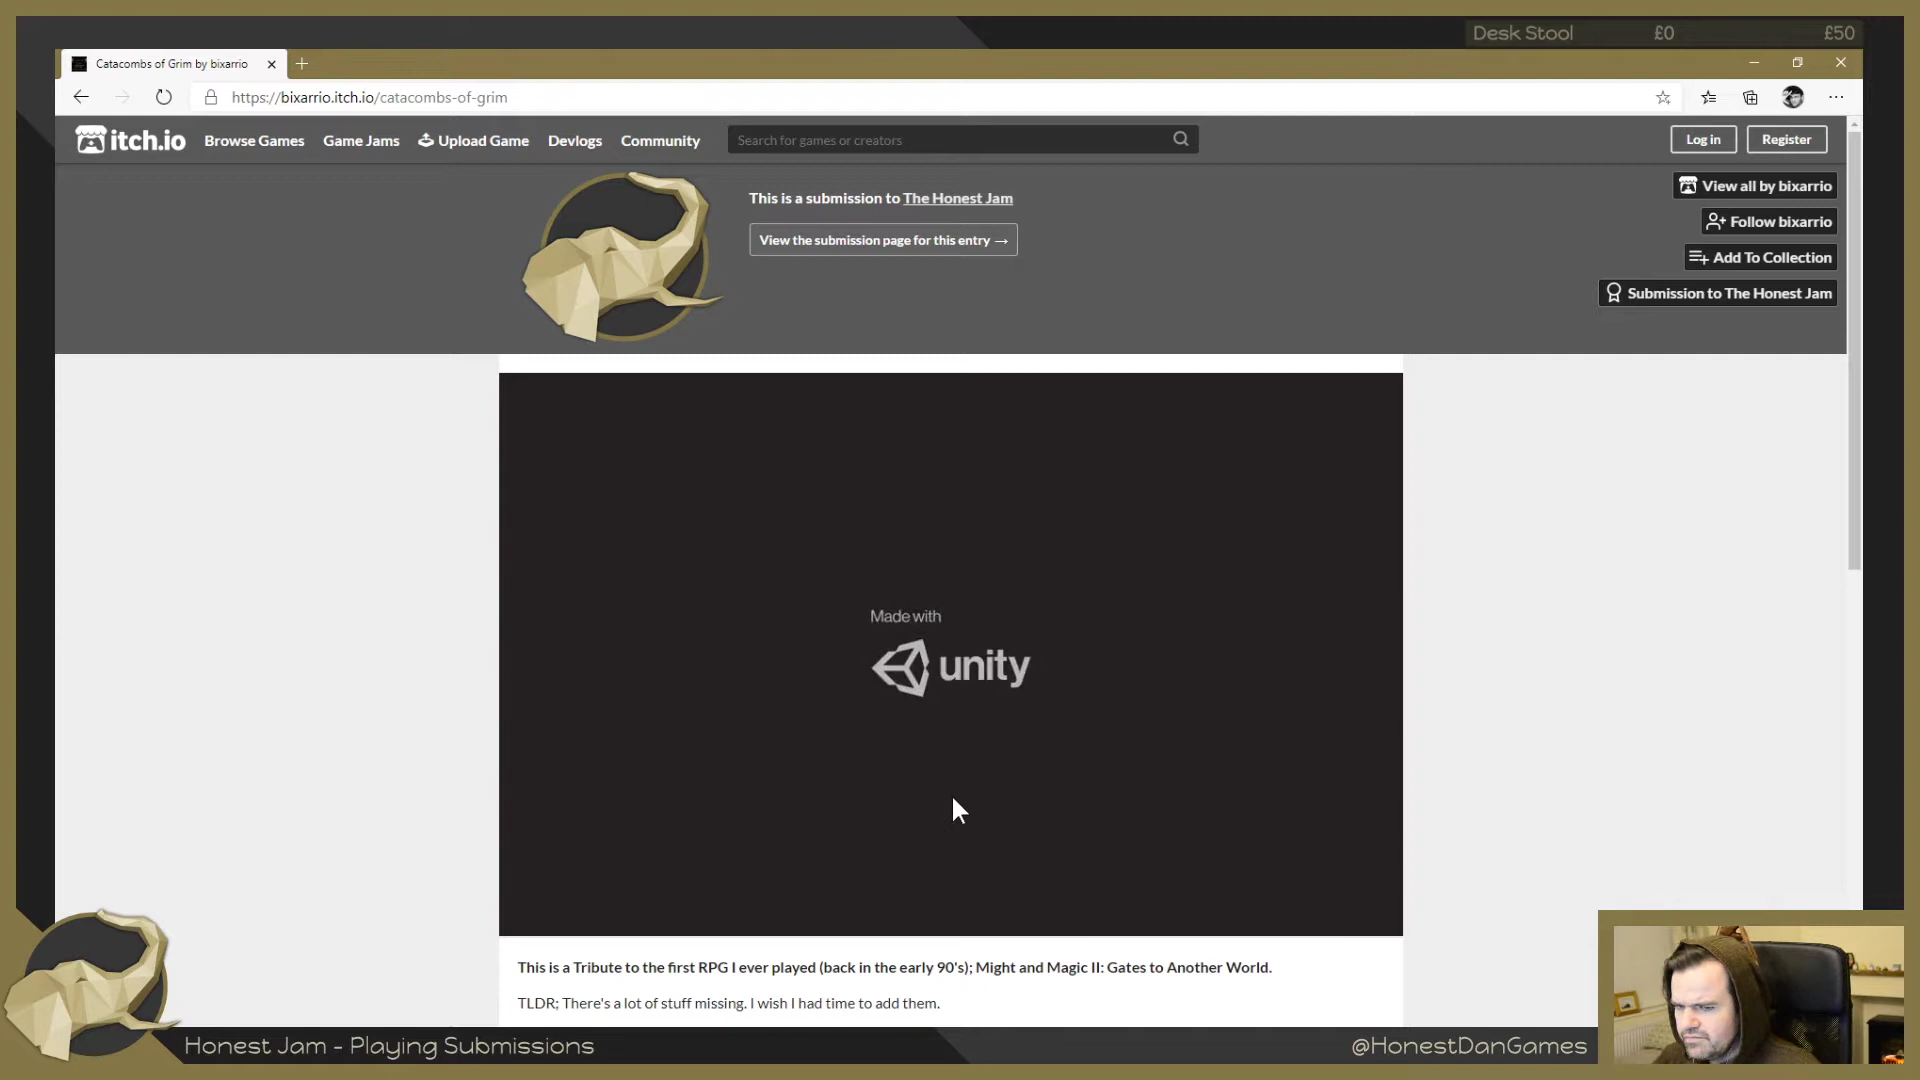 Desk Stool £0 £50
Catacombs of Grim by bixarrio
https://bixarrio.itch.io/catacombs-of-grim
itch.io Browse Games Game Jams Upload Game Devlogs Community Search for games or creators Log in Register
This is a submission to The Honest Jam
View the submission page for this entry →
View all by bixarrio
Follow bixarrio
Add To Collection
Submission to The Honest Jam
Made with
unity
This is a Tribute to the first RPG I ever played (back in the early 90's); Might and Magic II: Gates to Another World.
TLDR; There's a lot of stuff missing. I wish I had time to add them.
Honest Jam - Playing Submissions @HonestDanGames